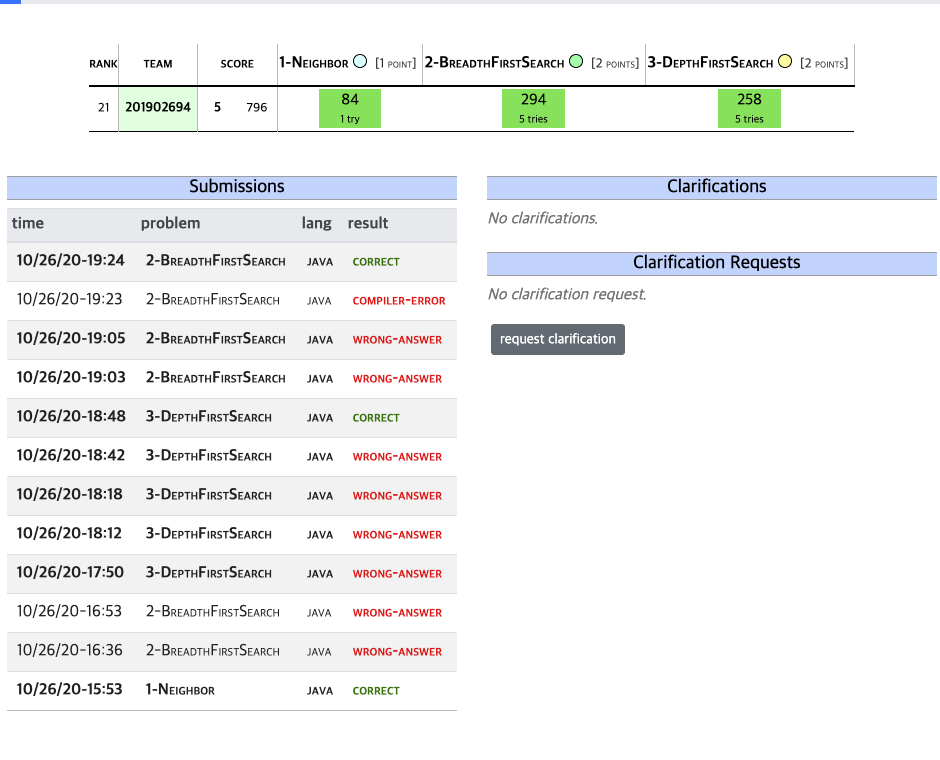 RANK TEAM SCORE 1-Neighbor [1 point] 2-BreadthFirstSearch [2 points] 3-DepthFirstSearch [2 points]
21 201902694 5 796 84 294 258
1 try 5 tries 5 tries
Submissions
time problem lang result
10/26/20-19:24 2-BreadthFirstSearch JAVA CORRECT
10/26/20-19:23 2-BreadthFirstSearch JAVA COMPILER-ERROR
10/26/20-19:05 2-BreadthFirstSearch JAVA WRONG-ANSWER
10/26/20-19:03 2-BreadthFirstSearch JAVA WRONG-ANSWER
10/26/20-18:48 3-DepthFirstSearch JAVA CORRECT
10/26/20-18:42 3-DepthFirstSearch JAVA WRONG-ANSWER
10/26/20-18:18 3-DepthFirstSearch JAVA WRONG-ANSWER
10/26/20-18:12 3-DepthFirstSearch JAVA WRONG-ANSWER
10/26/20-17:50 3-DepthFirstSearch JAVA WRONG-ANSWER
10/26/20-16:53 2-BreadthFirstSearch JAVA WRONG-ANSWER
10/26/20-16:36 2-BreadthFirstSearch JAVA WRONG-ANSWER
10/26/20-15:53 1-Neighbor JAVA CORRECT
Clarifications
No clarifications.
Clarification Requests
No clarification request.
request clarification